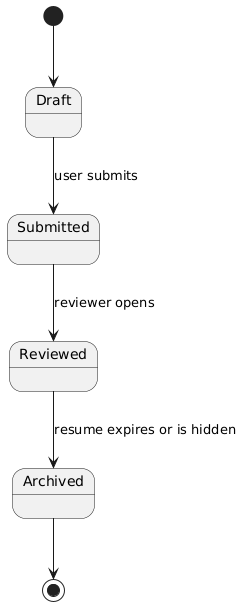 Draft
user submits
Submitted
reviewer opens
Reviewed
resume expires or is hidden
Archived